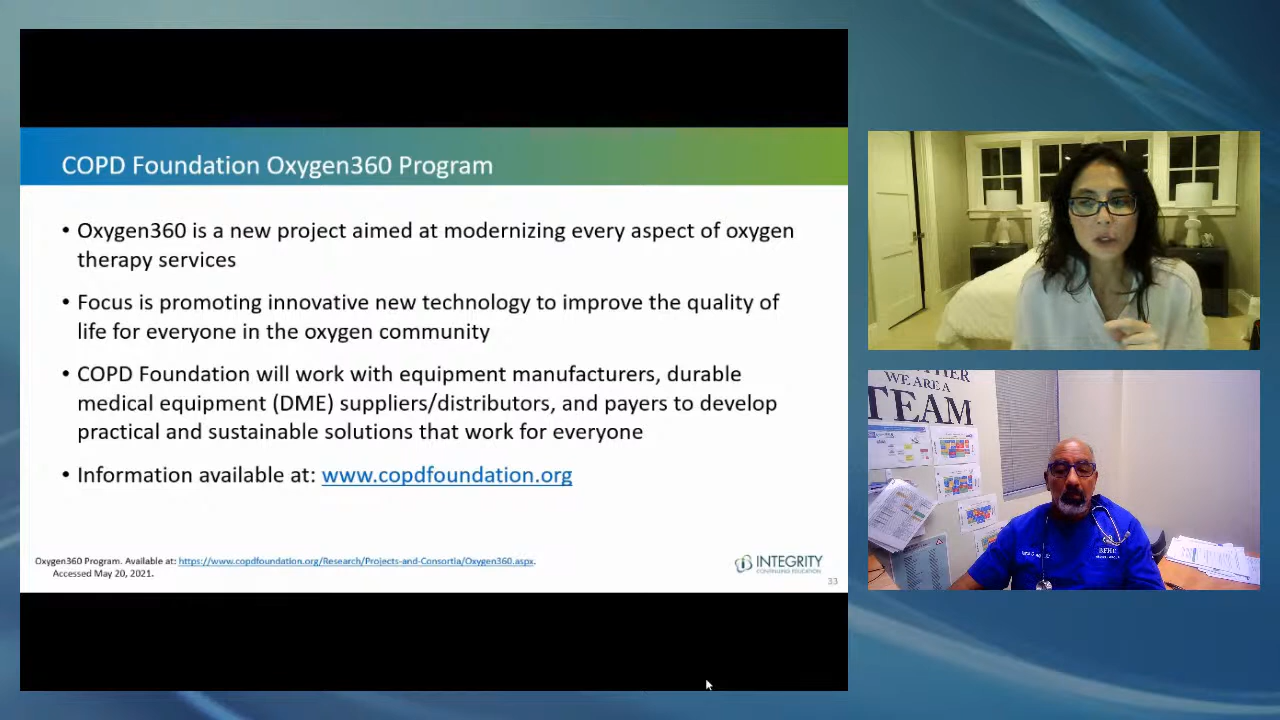 COPD Foundation Oxygen360 Program
• Oxygen360 is a new project aimed at modernizing every aspect of oxygen
therapy services
• Focus is promoting innovative new technology to improve the quality of
life for everyone in the oxygen community
• COPD Foundation will work with equipment manufacturers, durable
medical equipment (DME) suppliers/distributors, and payers to develop
practical and sustainable solutions that work for everyone
• Information available at: www.copdfoundation.org
Oxygen360 Program. Available at: https://www.copdfoundation.org/Research/Projects-and-Consortia/Oxygen360.aspx.
Accessed May 20, 2021.
INTEGRITY
CONTINUING EDUCATION
33
WE ARE A
TEAM